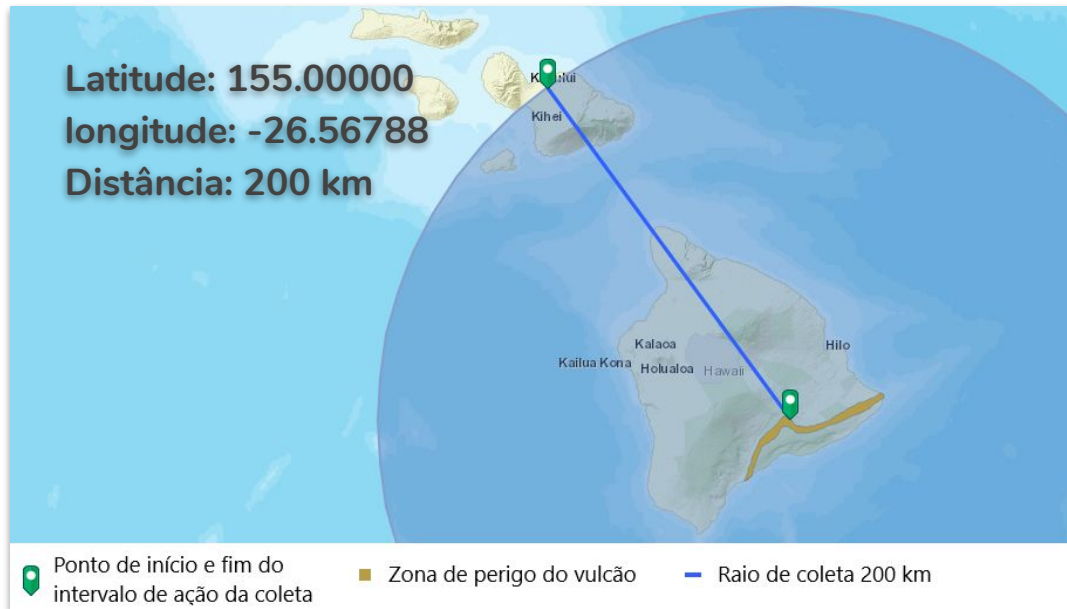 Latitude: 155.00000
longitude: -26.56788
Distância: 200 km
Kihei
Kalaoa
Hilo
Kailua Kona
Holualoa
Hawaii
Ponto de início e fim do
intervalo de ação da coleta
Zona de perigo do vulcão
Raio de coleta 200 km